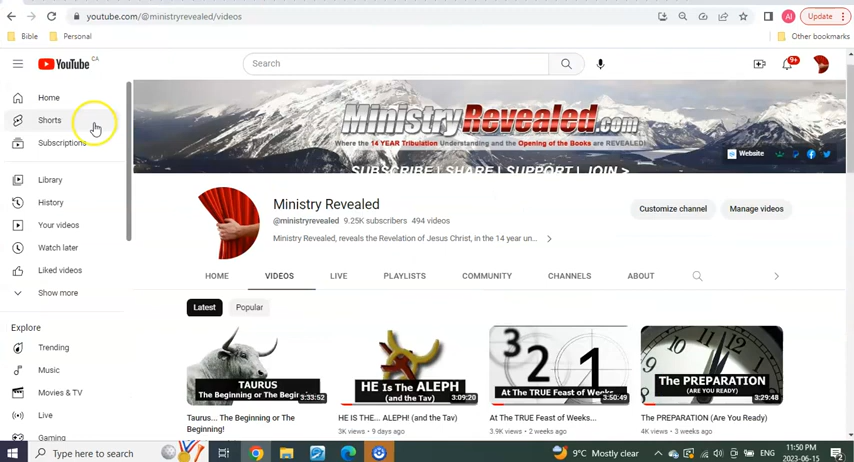 youtube.com/@ministryrevealed/videos
AI
Update
Bible
Personal
Other bookmarks
YouTube CA
Search
9+
Home
Shorts
Subscriptions
Library
History
Your videos
Watch later
Liked videos
Show more
Explore
Trending
Music
Movies & TV
Live
Gaming
MinistryRevealed.com
Where the 14 YEAR Tribulation Understanding and the Opening of the Books are REVEALED!
SUBSCRIBE | SHARE | SUPPORT | JOIN >
Website
Ministry Revealed
@ministryrevealed 9.25K subscribers 494 videos
Ministry Revealed, reveals the Revelation of Jesus Christ, in the 14 year un...
Customize channel
Manage videos
HOME
VIDEOS
LIVE
PLAYLISTS
COMMUNITY
CHANNELS
ABOUT
Latest
Popular
TAURUS
The Beginning or The Beg
3:33:52
Taurus... The Beginning or The
Beginning!
HE Is The ALEPH
(and the Tav)
3:09:20
HE IS THE... ALEPH! (and the Tav)
3K views • 9 days ago
3 2 1
At The TRUE Feast of Weeks
3:50:49
At The TRUE Feast of Weeks...
3.9K views • 2 weeks ago
The PREPARATION
(ARE YOU READY)
3:29:48
The PREPARATION (Are You Ready)
4K views • 3 weeks ago
Type here to search
9°C Mostly clear
ENG
11:50 PM
2023-06-15
2